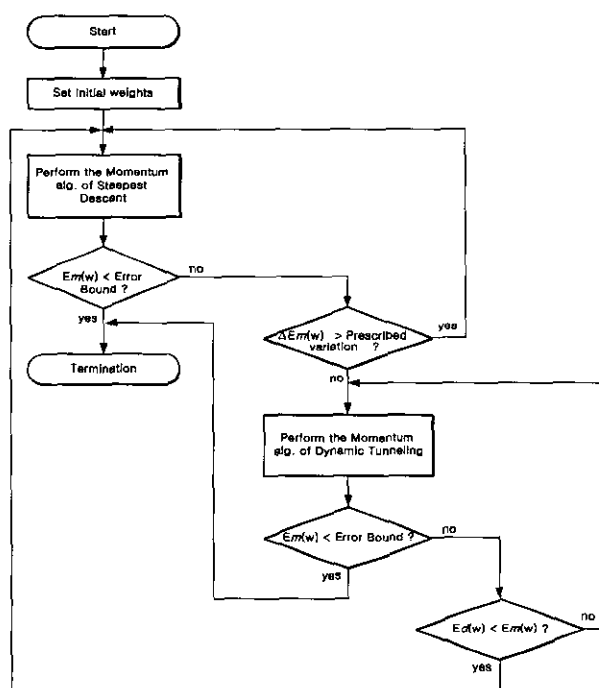 Start
Set Initial weights
Perform the Momentum
alg. of Steepest
Descent
Em(w) < Error
Bound ?
no
yes
ΔEm(w) > Prescribed
variation ?
yes
no
Termination
Perform the Momentum
alg. of Dynamic Tunneling
Em(w) < Error Bound ?
no
yes
Ed(w) < Em(w) ?
no
yes